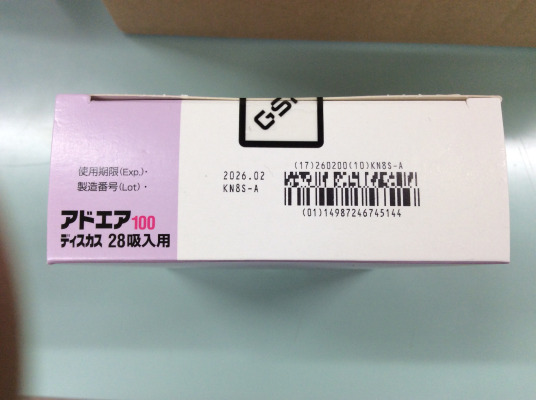 使用期限(Exp.)・
製造番号(Lot)・
2026.02
KN8S-A
(17)260200(10)KN8S-A
(01)14987246745144
アドエア100
ディスカス 28吸入用